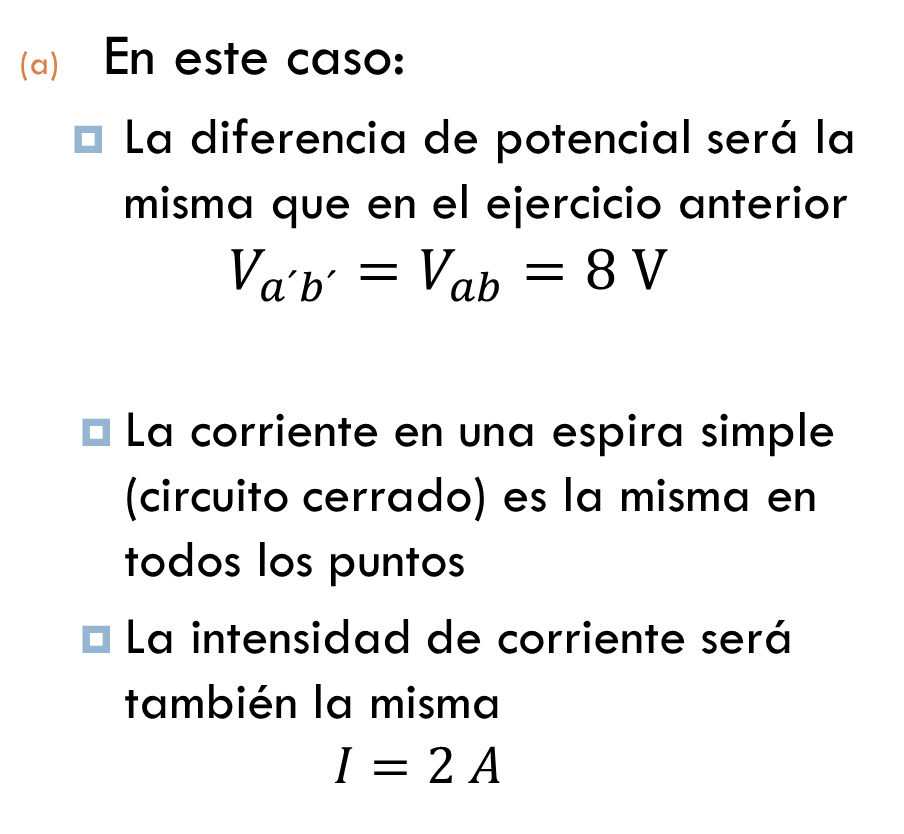 (a) En este caso:
La diferencia de potencial será la
misma que en el ejercicio anterior
V_{a´b´} = V_{ab} = 8 V
La corriente en una espira simple
(circuito cerrado) es la misma en
todos los puntos
La intensidad de corriente será
también la misma
I = 2 A